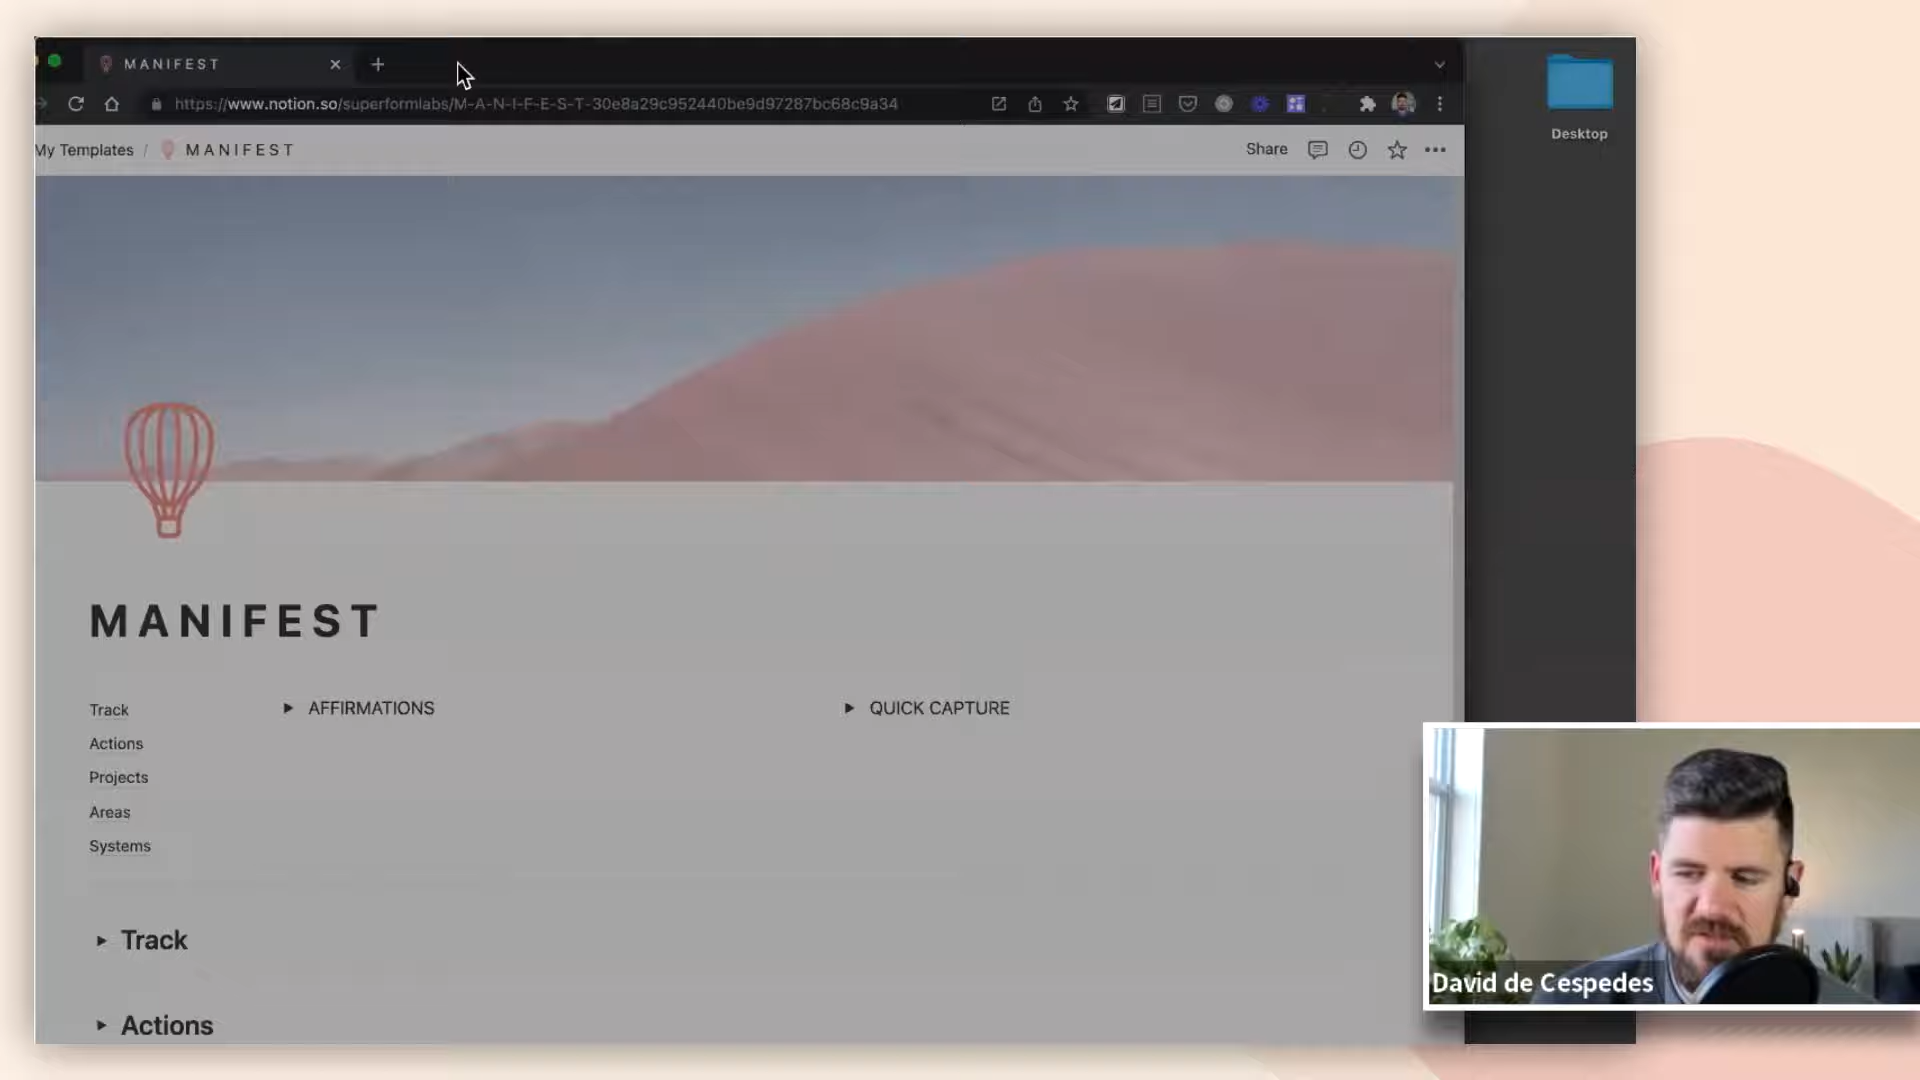 MANIFEST
https://www.notion.so/superformlabs/M-A-N-I-F-E-S-T-30e8a29c952440be9d97287bc68c9a34
My Templates / MANIFEST
Share
Desktop
MANIFEST
Track
Actions
Projects
Areas
Systems
AFFIRMATIONS
QUICK CAPTURE
Track
Actions
David de Cespedes